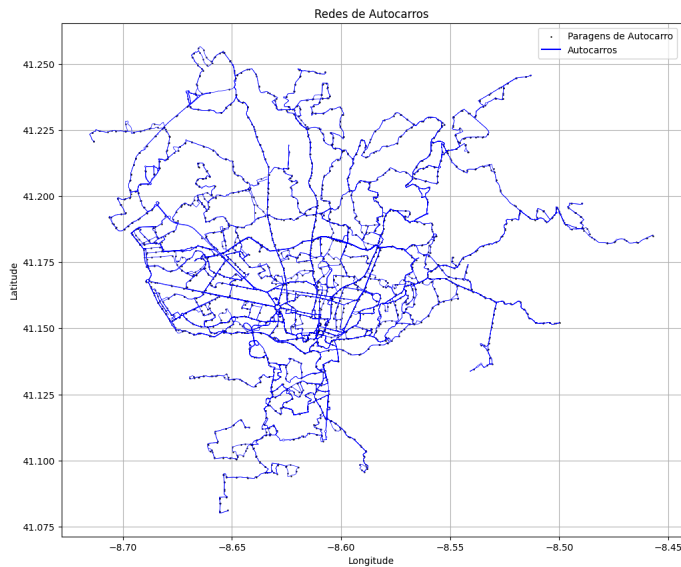 Redes de Autocarros
Paragens de Autocarro
Autocarros
41.250
41.225
41.200
41.175
41.150
41.125
41.100
41.075
Latitude
−8.70
−8.65
−8.60
−8.55
−8.50
−8.45
Longitude